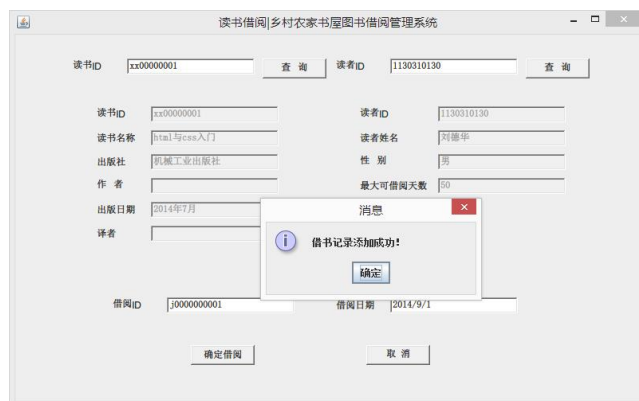 读书借阅|乡村农家书屋图书借阅管理系统
读书ID xx00000001 查 询 读者ID 1130310130 查 询
读书ID xx00000001 读者ID 1130310130
读书名称 html与css入门 读者姓名 刘德华
出版社 机械工业出版社 性 别 男
作 者 最大可借阅天数 50
出版日期 2014年7月
译者
消息
借书记录添加成功!
确定
借阅ID j0000000001 借阅日期 2014/9/1
确定借阅 取 消